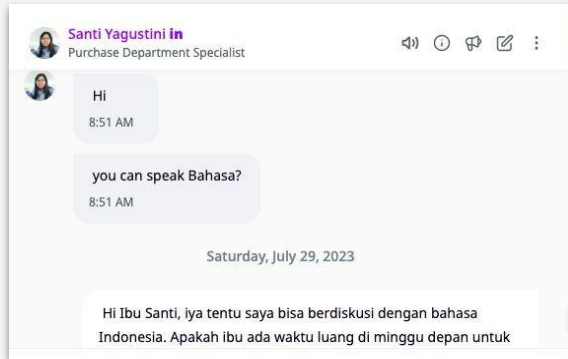 Santi Yagustini in
Purchase Department Specialist
Hi
8:51 AM
you can speak Bahasa?
8:51 AM
Saturday, July 29, 2023
Hi Ibu Santi, iya tentu saya bisa berdiskusi dengan bahasa
Indonesia. Apakah ibu ada waktu luang di minggu depan untuk